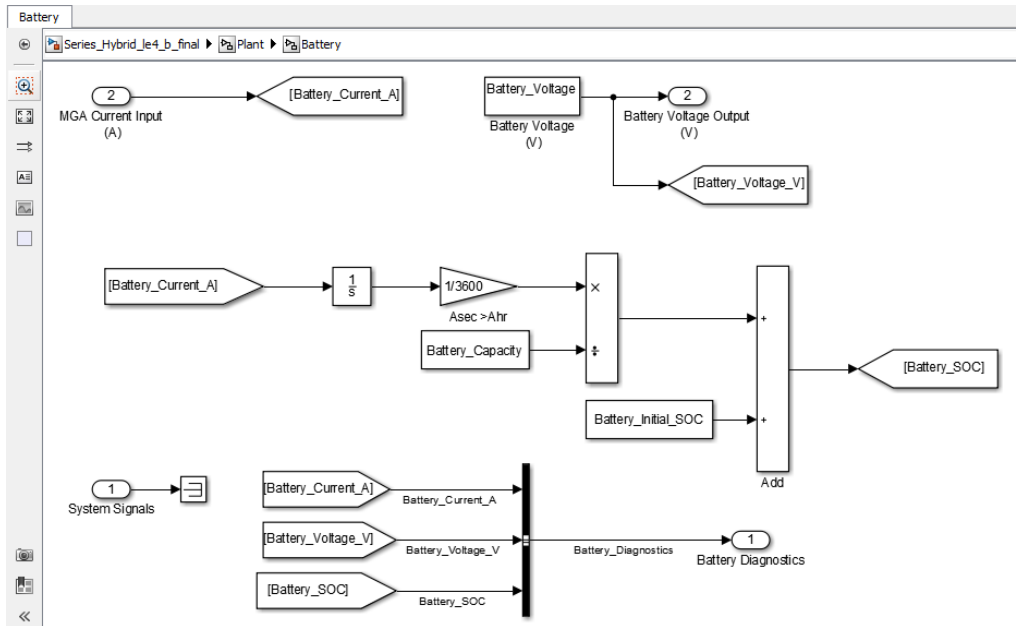 Battery
Series_Hybrid_le4_b_final Plant Battery
2
MGA Current Input
(A)
[Battery_Current_A]
Battery_Voltage
Battery Voltage
(V)
2
Battery Voltage Output
(V)
[Battery_Voltage_V]
[Battery_Current_A]
1
s
1/3600
Asec >Ahr
Battery_Capacity
×
÷
Battery_Initial_SOC
+
+
Add
[Battery_SOC]
1
System Signals
[Battery_Current_A]
Battery_Current_A
[Battery_Voltage_V]
Battery_Voltage_V
[Battery_SOC]
Battery_SOC
Battery_Diagnostics
1
Battery Diagnostics